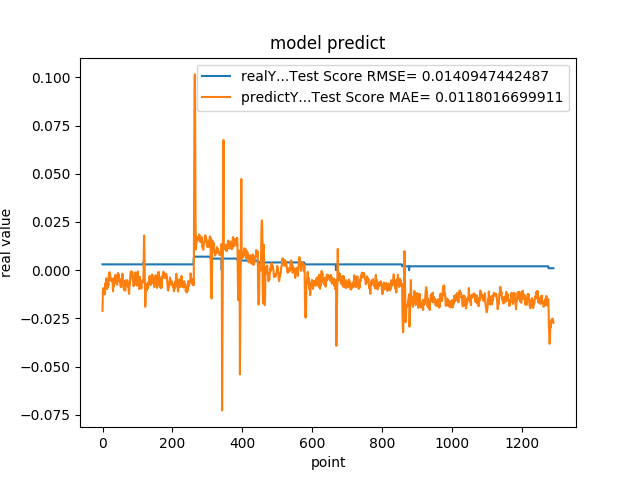 model predict
realY...Test Score RMSE= 0.0140947442487
predictY...Test Score MAE= 0.0118016699911
0.100
0.075
0.050
0.025
0.000
−0.025
−0.050
−0.075
real value
0 200 400 600 800 1000 1200
point